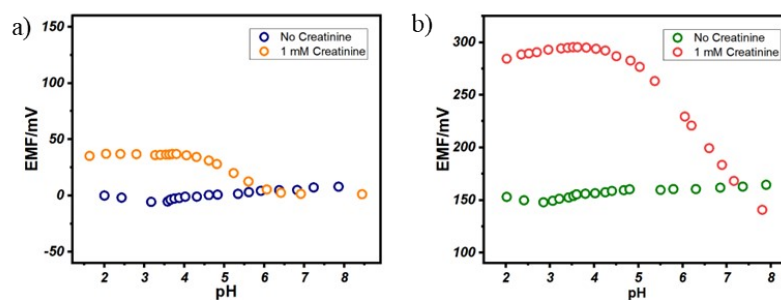 a)
150
100
50
0
-50
EMF/mV
2 3 4 5 6 7 8
pH
No Creatinine
1 mM Creatinine
b)
300
250
200
150
100
EMF/mV
2 3 4 5 6 7 8
pH
No Creatinine
1 mM Creatinine